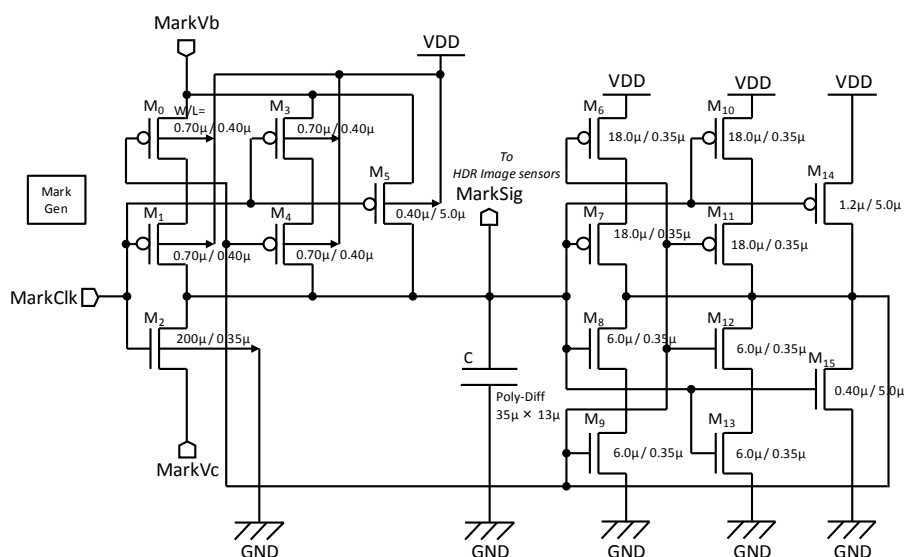 MarkVb
VDD
VDD
VDD
VDD
M0
W/L=
0.70µ/0.40µ
M3
0.70µ/0.40µ
M5
0.40µ/5.0µ
To
HDR Image sensors
MarkSig
M6
18.0µ/0.35µ
M10
18.0µ/0.35µ
M14
1.2µ/5.0µ
Mark
Gen
M1
0.70µ/0.40µ
M4
0.70µ/0.40µ
M7
18.0µ/0.35µ
M11
18.0µ/0.35µ
MarkClk
M2
200µ/0.35µ
C
Poly-Diff
35µ × 13µ
M8
6.0µ/0.35µ
M12
6.0µ/0.35µ
M15
0.40µ/5.0µ
M9
6.0µ/0.35µ
M13
6.0µ/0.35µ
MarkVc
GND
GND
GND
GND
GND